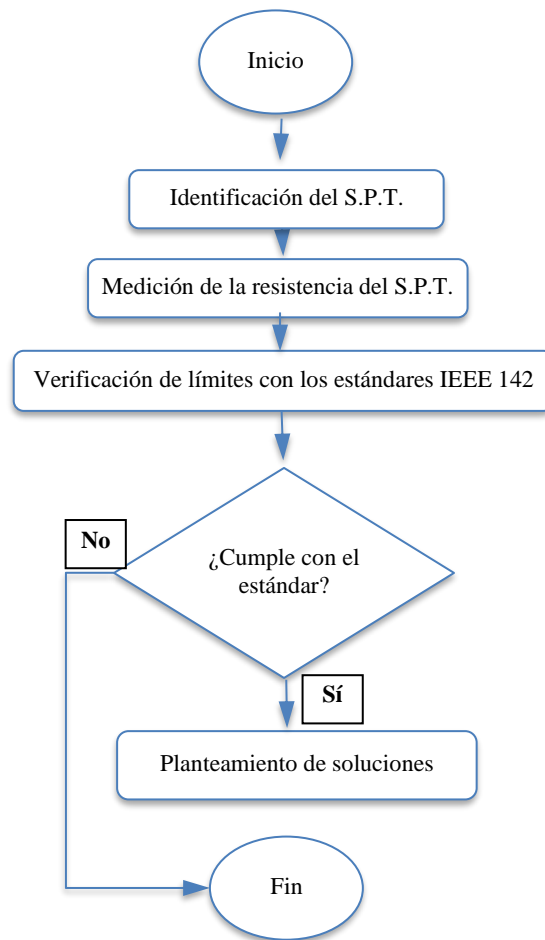 Inicio
Identificación del S.P.T.
Medición de la resistencia del S.P.T.
Verificación de límites con los estándares IEEE 142
No
¿Cumple con el
estándar?
Sí
Planteamiento de soluciones
Fin